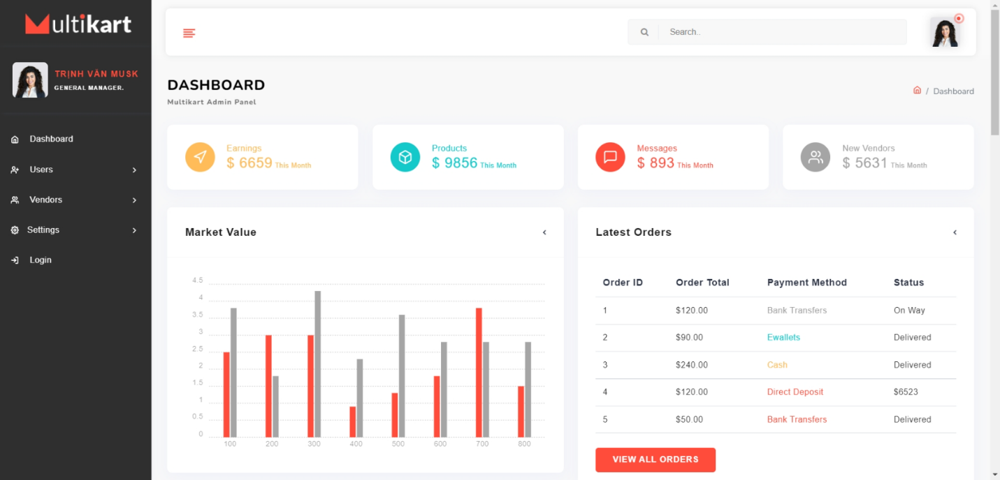 Multikart
Search..
TRỊNH VĂN MUSK
GENERAL MANAGER.
DASHBOARD
Multikart Admin Panel
/ Dashboard
Dashboard
Users
Vendors
Settings
Login
Earnings
$ 6659 This Month
Products
$ 9856 This Month
Messages
$ 893 This Month
New Vendors
$ 5631 This Month
Market Value
4.5
4
3.5
3
2.5
2
1.5
1
0.5
0
100 200 300 400 500 600 700 800
Latest Orders
Order ID Order Total Payment Method Status
1 $120.00 Bank Transfers On Way
2 $90.00 Ewallets Delivered
3 $240.00 Cash Delivered
4 $120.00 Direct Deposit $6523
5 $50.00 Bank Transfers Delivered
VIEW ALL ORDERS